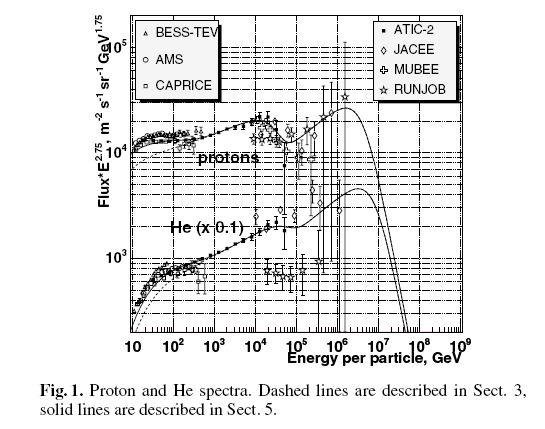 BESS-TEV
AMS
CAPRICE
ATIC-2
JACEE
MUBEE
RUNJOB
Flux*E^2.75, m^-2 s^-1 sr^-1 GeV^1.75
10^5
10^4
10^3
protons
He (x 0.1)
10 10^2 10^3 10^4 10^5 10^6 10^7 10^8 10^9
Energy per particle, GeV
Fig. 1. Proton and He spectra. Dashed lines are described in Sect. 3,
solid lines are described in Sect. 5.